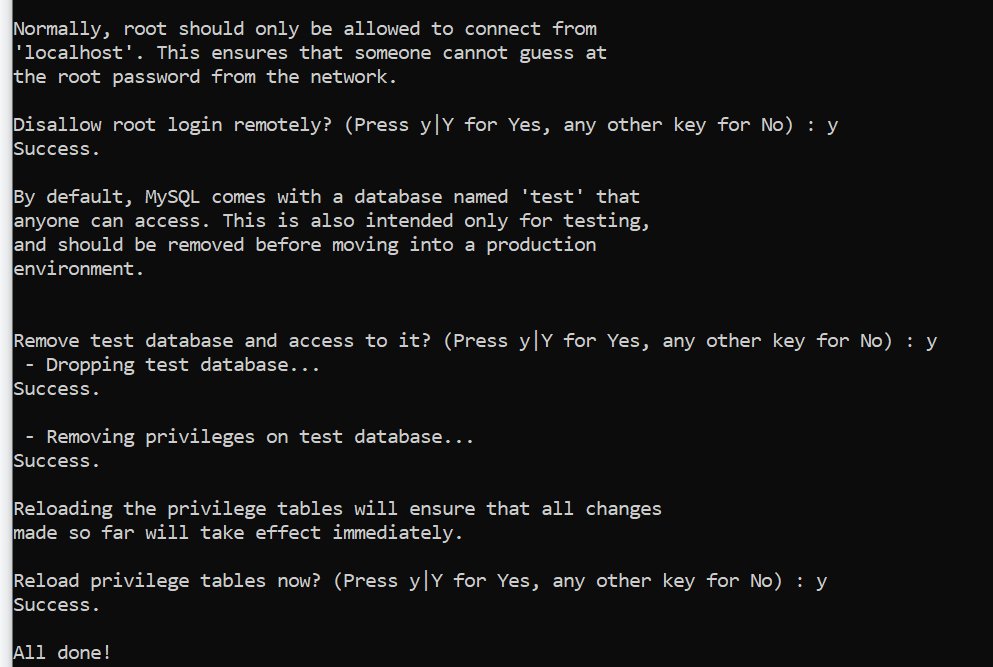 Normally, root should only be allowed to connect from
'localhost'. This ensures that someone cannot guess at
the root password from the network.
Disallow root login remotely? (Press y|Y for Yes, any other key for No) : y
Success.
By default, MySQL comes with a database named 'test' that
anyone can access. This is also intended only for testing,
and should be removed before moving into a production
environment.
Remove test database and access to it? (Press y|Y for Yes, any other key for No) : y
 - Dropping test database...
Success.
 - Removing privileges on test database...
Success.
Reloading the privilege tables will ensure that all changes
made so far will take effect immediately.
Reload privilege tables now? (Press y|Y for Yes, any other key for No) : y
Success.
All done!